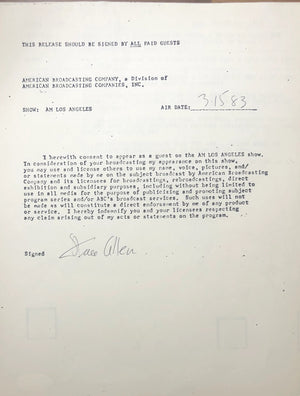 THIS RELEASE SHOULD BE SIGNED BY ALL PAID GUESTS
AMERICAN BROADCASTING COMPANY, a Division of
AMERICAN BROADCASTING COMPANIES, INC.
SHOW: AM LOS ANGELES AIR DATE: 31583
I herewith consent to appear as a guest on the AM LOS ANGELES show.
In consideration of your broadcasting my appearance on this show,
you may use and license others to use my name, voice, pictures, and/
or statements made by me on the subject broadcast by American Broadcasting
Company and its licensees for broadcastings, rebroadcastings, direct
exhibition and subsidiary purposes, including without being limited to
use in all media for the purpose of publicizing and promoting subject
program series and/or ABC's broadcast services. Such uses will not
be made as will constitute a direct endorsement by me of any product
or service. I hereby indemnify you and your licensees respecting
any claim arising out of my acts or statements on the program.
Signed Steve Allen